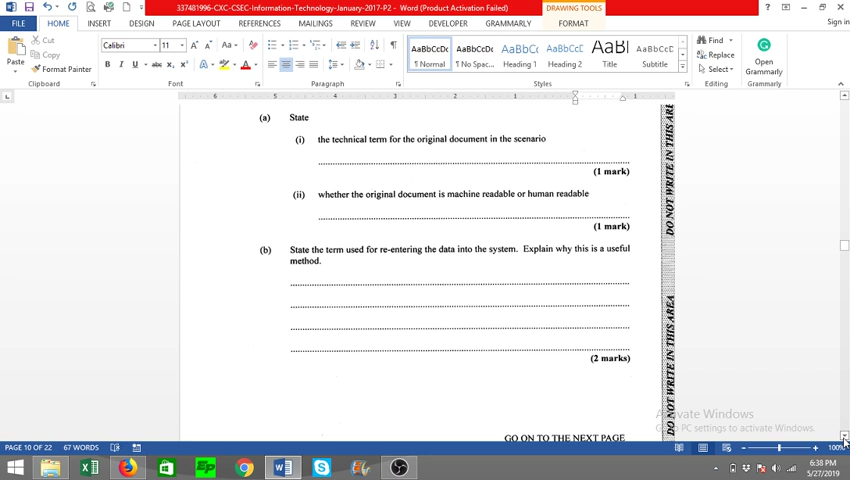 337481996-CXC-CSEC-Information-Technology-January-2017-P2 - Word (Product Activation Failed)
DRAWING TOOLS
FILE HOME INSERT DESIGN PAGE LAYOUT REFERENCES MAILINGS REVIEW VIEW DEVELOPER GRAMMARLY FORMAT
Sign in
Paste
Cut
Copy
Format Painter
Clipboard
Calibri 11
Font
Paragraph
AaBbCcDc AaBbCcDc AaBbCc AaBbCcC AaBl AaBbCcC
¶ Normal ¶ No Spac... Heading 1 Heading 2 Title Subtitle
Styles
Find
Replace
Select
Editing
Open Grammarly
Grammarly
6 5 4 3 2 1 1
(a) State
(i) the technical term for the original document in the scenario
(1 mark)
(ii) whether the original document is machine readable or human readable
(1 mark)
(b) State the term used for re-entering the data into the system. Explain why this is a useful
method.
(2 marks)
GO ON TO THE NEXT PAGE
DO NOT WRITE IN THIS AREA
DO NOT WRITE IN THIS AREA
Activate Windows
Go to PC settings to activate Windows.
PAGE 10 OF 22 67 WORDS
100%
6:38 PM
5/27/2019